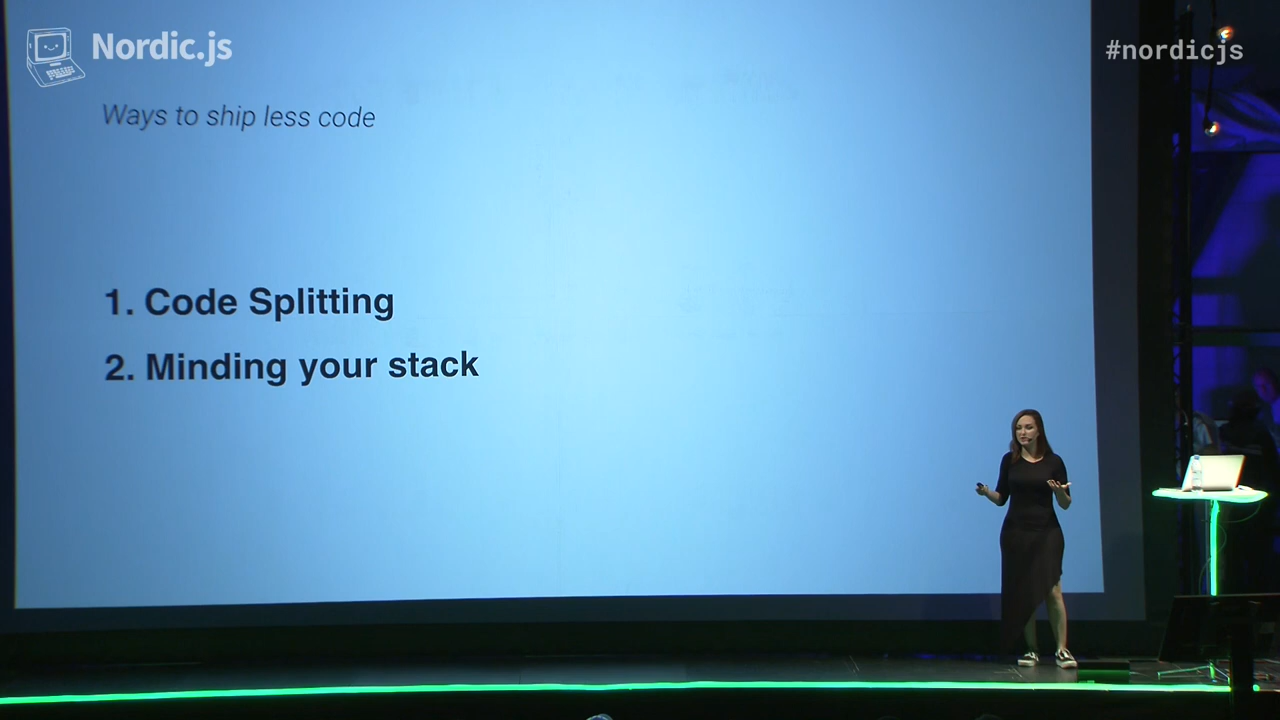 Nordic.js
#nordicjs
Ways to ship less code
1. Code Splitting
2. Minding your stack